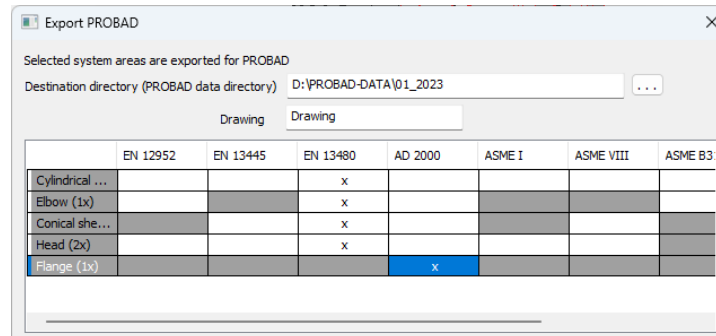 Export PROBAD
Selected system areas are exported for PROBAD
Destination directory (PROBAD data directory) D:\PROBAD-DATA\01_2023 ...
Drawing Drawing
EN 12952 EN 13445 EN 13480 AD 2000 ASME I ASME VIII ASME B31
Cylindrical ... x
Elbow (1x) x
Conical she... x
Head (2x) x
Flange (1x) x